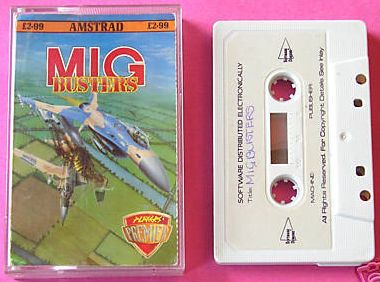 £2·99 AMSTRAD £2·99
MIG
BUSTERS
PLAYERS
PREMIER
SOFTWARE DISTRIBUTED ELECTRONICALLY
Title: MIG BUSTERS
MACHINE: PUBLISHER
All Rights Reserved. For Copyright Details See Inlay